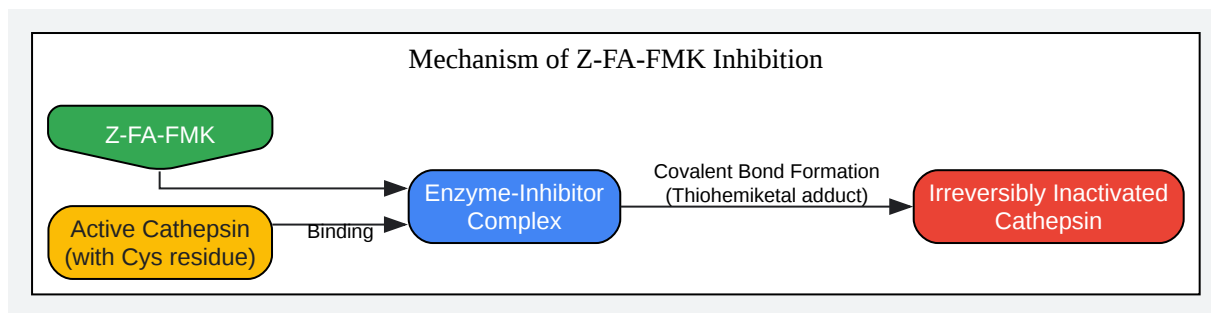 Mechanism of Z-FA-FMK Inhibition
Z-FA-FMK
Active Cathepsin
(with Cys residue)
Binding
Enzyme-Inhibitor
Complex
Covalent Bond Formation
(Thiohemiketal adduct)
Irreversibly Inactivated
Cathepsin